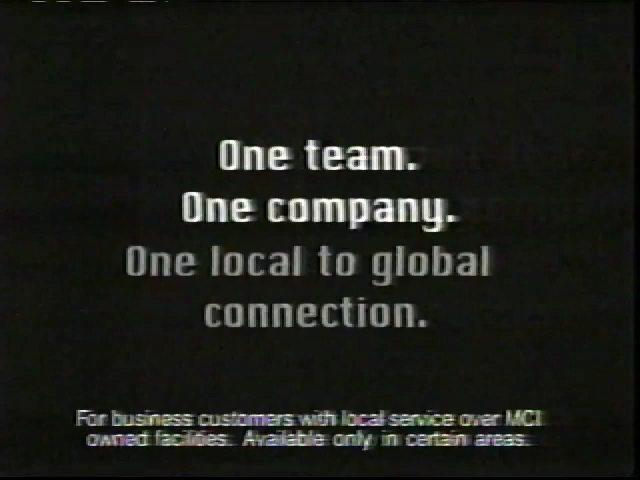 One team.
One company.
One local to global
connection.
For business customers with local service over MCI
owned facilities. Available only in certain areas.